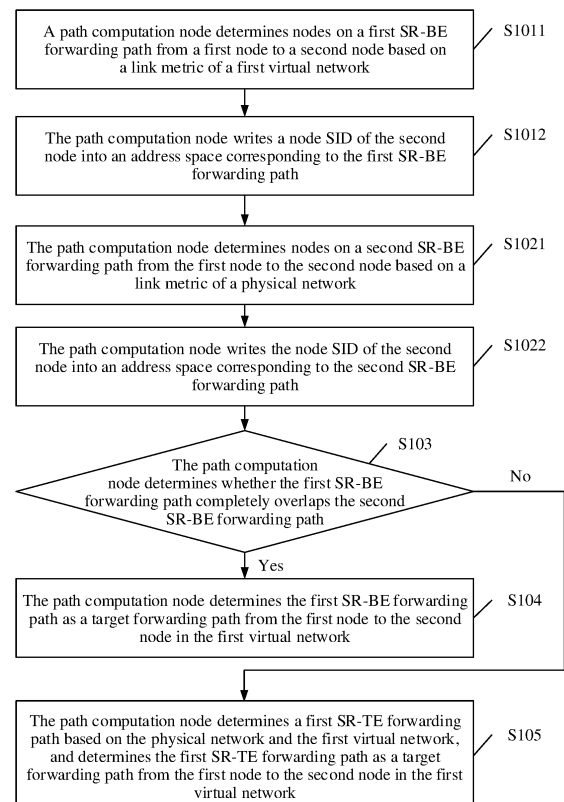 A path computation node determines nodes on a first SR-BE
forwarding path from a first node to a second node based on
a link metric of a first virtual network
S1011
The path computation node writes a node SID of the second
node into an address space corresponding to the first SR-BE
forwarding path
S1012
The path computation node determines nodes on a second SR-BE
forwarding path from the first node to the second node based on a
link metric of a physical network
S1021
The path computation node writes the node SID of the second
node into an address space corresponding to the second SR-BE
forwarding path
S1022
The path computation
node determines whether the first SR-BE
forwarding path completely overlaps the second
SR-BE forwarding path
S103
No
Yes
The path computation node determines the first SR-BE forwarding
path as a target forwarding path from the first node to the second
node in the first virtual network
S104
The path computation node determines a first SR-TE forwarding
path based on the physical network and the first virtual network,
and determines the first SR-TE forwarding path as a target
forwarding path from the first node to the second node in the first
virtual network
S105